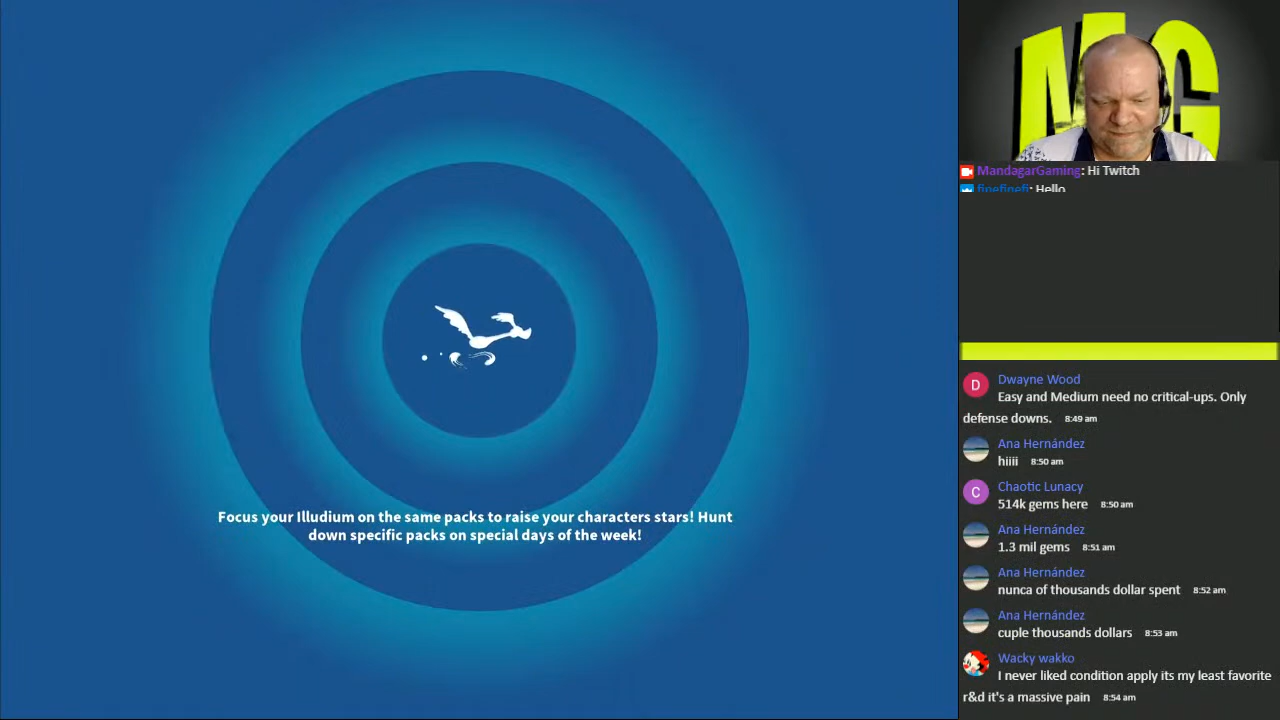 MG
MandagarGaming: Hi Twitch
finefinefi: Hello
Focus your Illudium on the same packs to raise your characters stars! Hunt
down specific packs on special days of the week!
D
Dwayne Wood
Easy and Medium need no critical-ups. Only
defense downs. 8:49 am
Ana Hernández
hiiii 8:50 am
C
Chaotic Lunacy
514k gems here 8:50 am
Ana Hernández
1.3 mil gems 8:51 am
Ana Hernández
nunca of thousands dollar spent 8:52 am
Ana Hernández
cuple thousands dollars 8:53 am
Wacky wakko
I never liked condition apply its my least favorite
r&d it's a massive pain 8:54 am